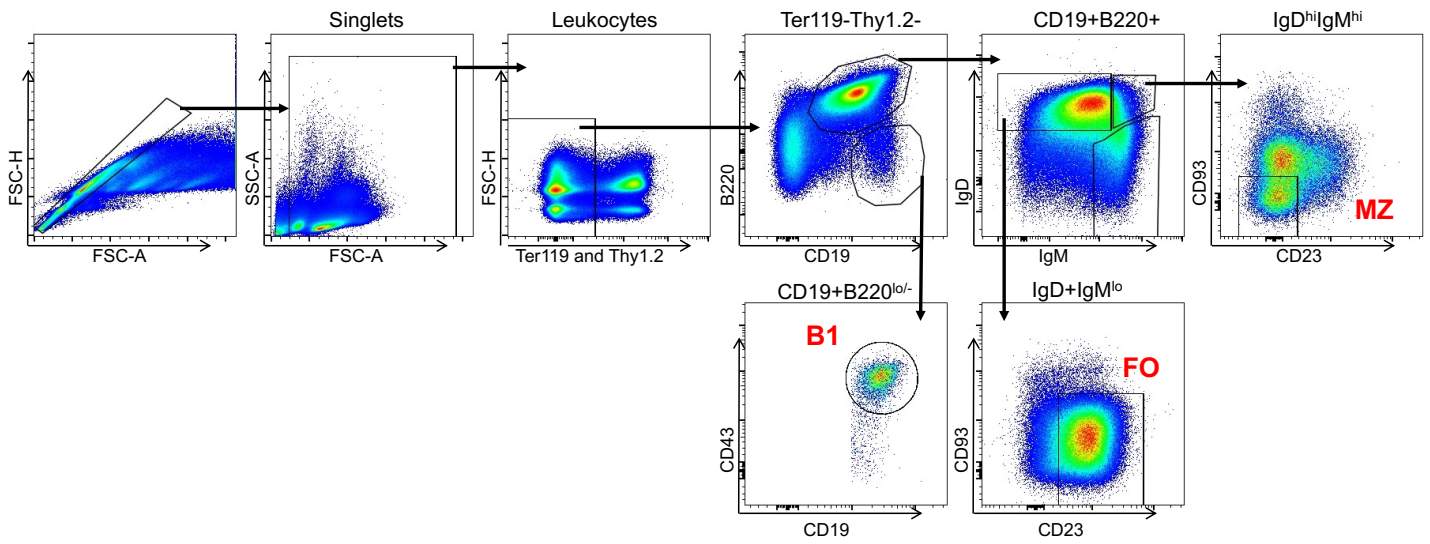 Singlets
Leukocytes
Ter119-Thy1.2-
CD19+B220+
IgDhiIgMhi
FSC-H
FSC-A
SSC-A
FSC-A
FSC-H
Ter119 and Thy1.2
B220
CD19
IgD
IgM
CD93
MZ
CD23
CD19+B220lo/-
IgD+IgMlo
CD43
B1
CD19
CD93
FO
CD23